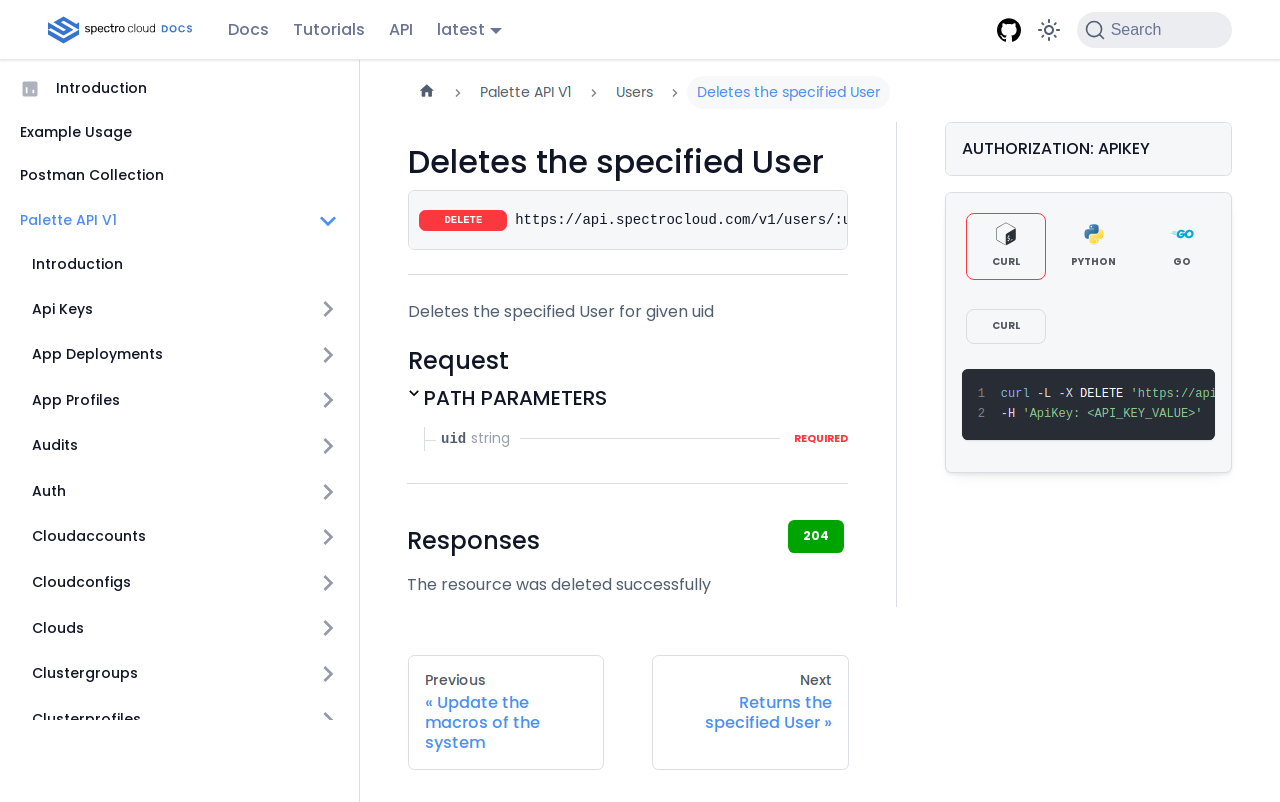 spectro cloud DOCS
Docs
Tutorials
API
latest
Search
Introduction
Example Usage
Postman Collection
Palette API V1
Introduction
Api Keys
App Deployments
App Profiles
Audits
Auth
Cloudaccounts
Cloudconfigs
Clouds
Clustergroups
Clusterprofiles
Palette API V1
Users
Deletes the specified User
Deletes the specified User
DELETE https://api.spectrocloud.com/v1/users/:u
Deletes the specified User for given uid
Request
PATH PARAMETERS
uid string REQUIRED
Responses
204
The resource was deleted successfully
Previous
« Update the
macros of the
system
Next
Returns the
specified User »
AUTHORIZATION: APIKEY
CURL
PYTHON
GO
CURL
1 curl -L -X DELETE 'https://api
2 -H 'ApiKey: <API_KEY_VALUE>'